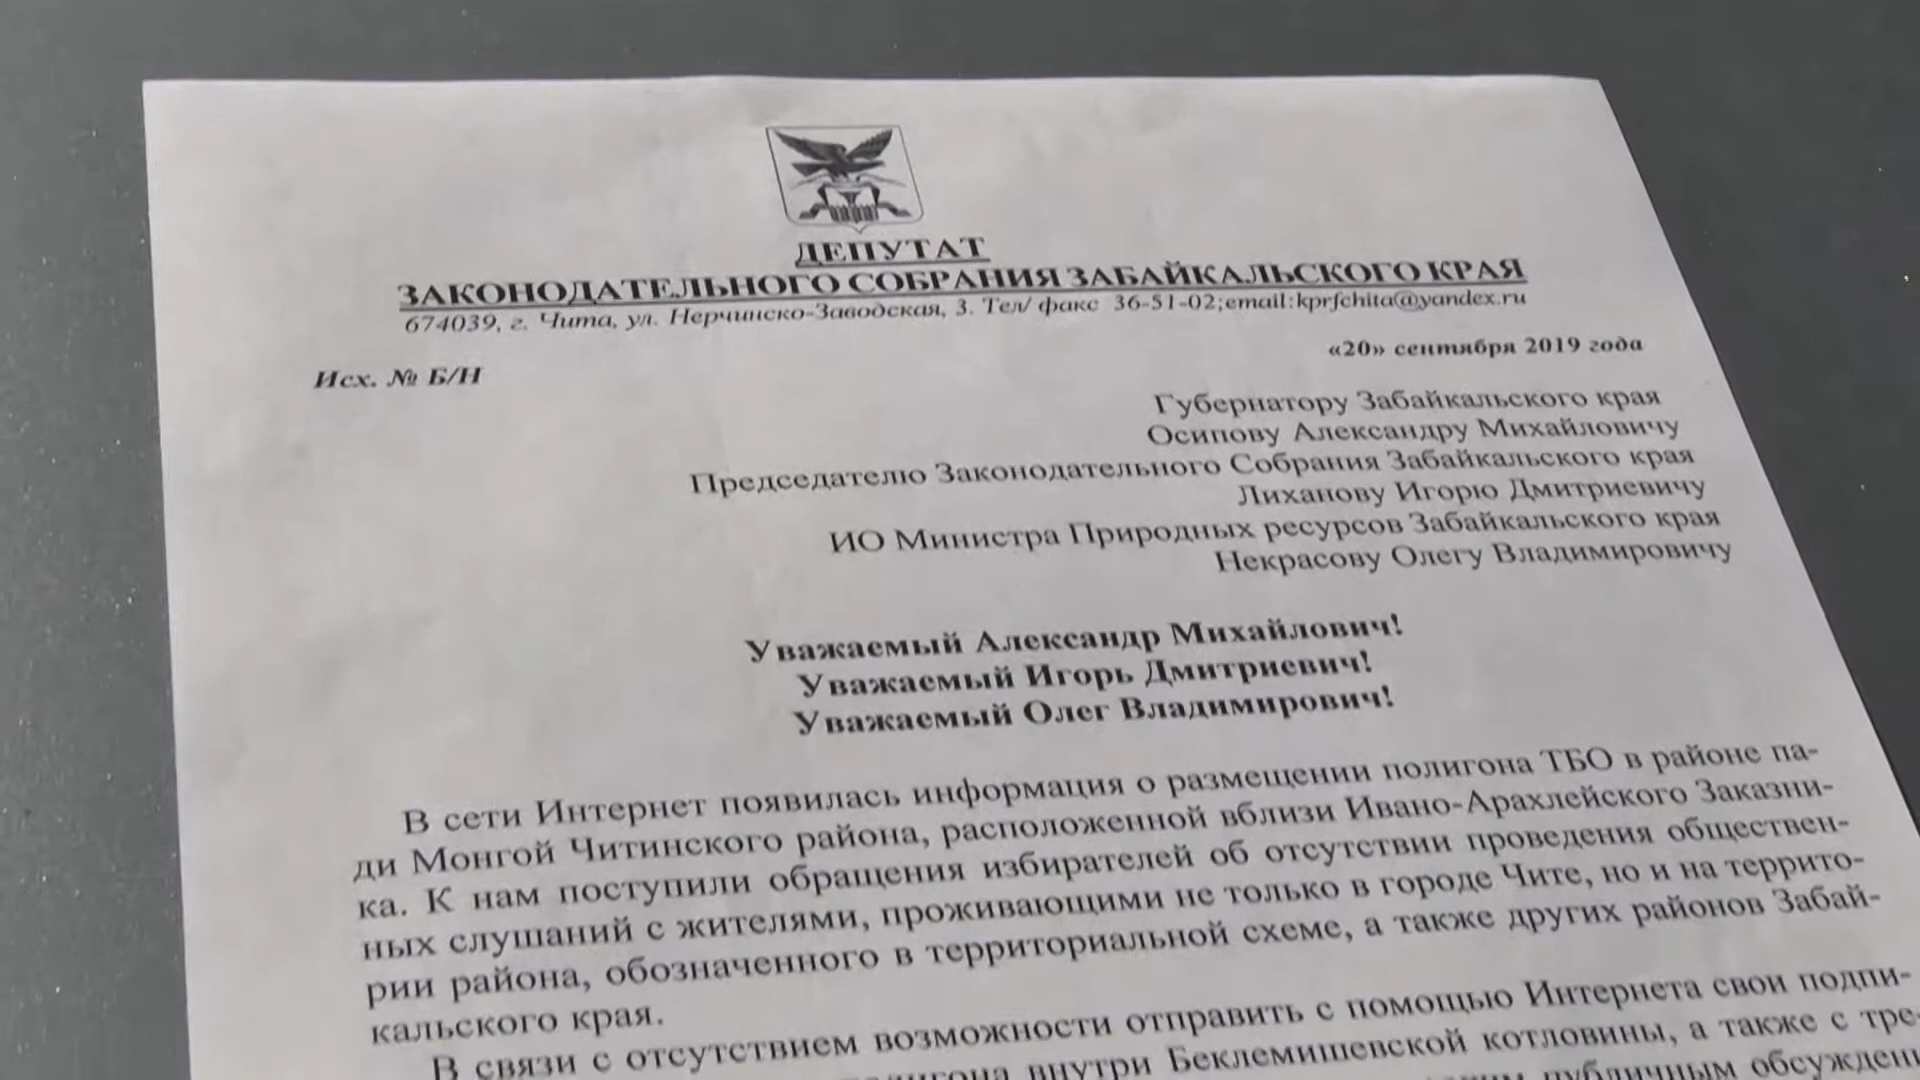 ДЕПУТАТ
ЗАКОНОДАТЕЛЬНОГО СОБРАНИЯ ЗАБАЙКАЛЬСКОГО КРАЯ
674039, г. Чита, ул. Нерчинско-Заводская, 3. Тел/ факс 36-51-02;email:kprfchita@yandex.ru
«20» сентября 2019 года
Исх. № Б/Н
Губернатору Забайкальского края
Осипову Александру Михайловичу
Председателю Законодательного Собрания Забайкальского края
Лиханову Игорю Дмитриевичу
ИО Министра Природных ресурсов Забайкальского края
Некрасову Олегу Владимировичу
Уважаемый Александр Михайлович!
Уважаемый Игорь Дмитриевич!
Уважаемый Олег Владимирович!
В сети Интернет появилась информация о размещении полигона ТБО в районе па-
ди Монгой Читинского района, расположенной вблизи Ивано-Арахлейского Заказни-
ка. К нам поступили обращения избирателей об отсутствии проведения обществен-
ных слушаний с жителями, проживающими не только в городе Чите, но и на террито-
рии района, обозначенного в территориальной схеме, а также других районов Забай-
кальского края.
В связи с отсутствием возможности отправить с помощью Интернета свои подпи-
внутри Беклемишевской котловины, а также с тре-
публичным